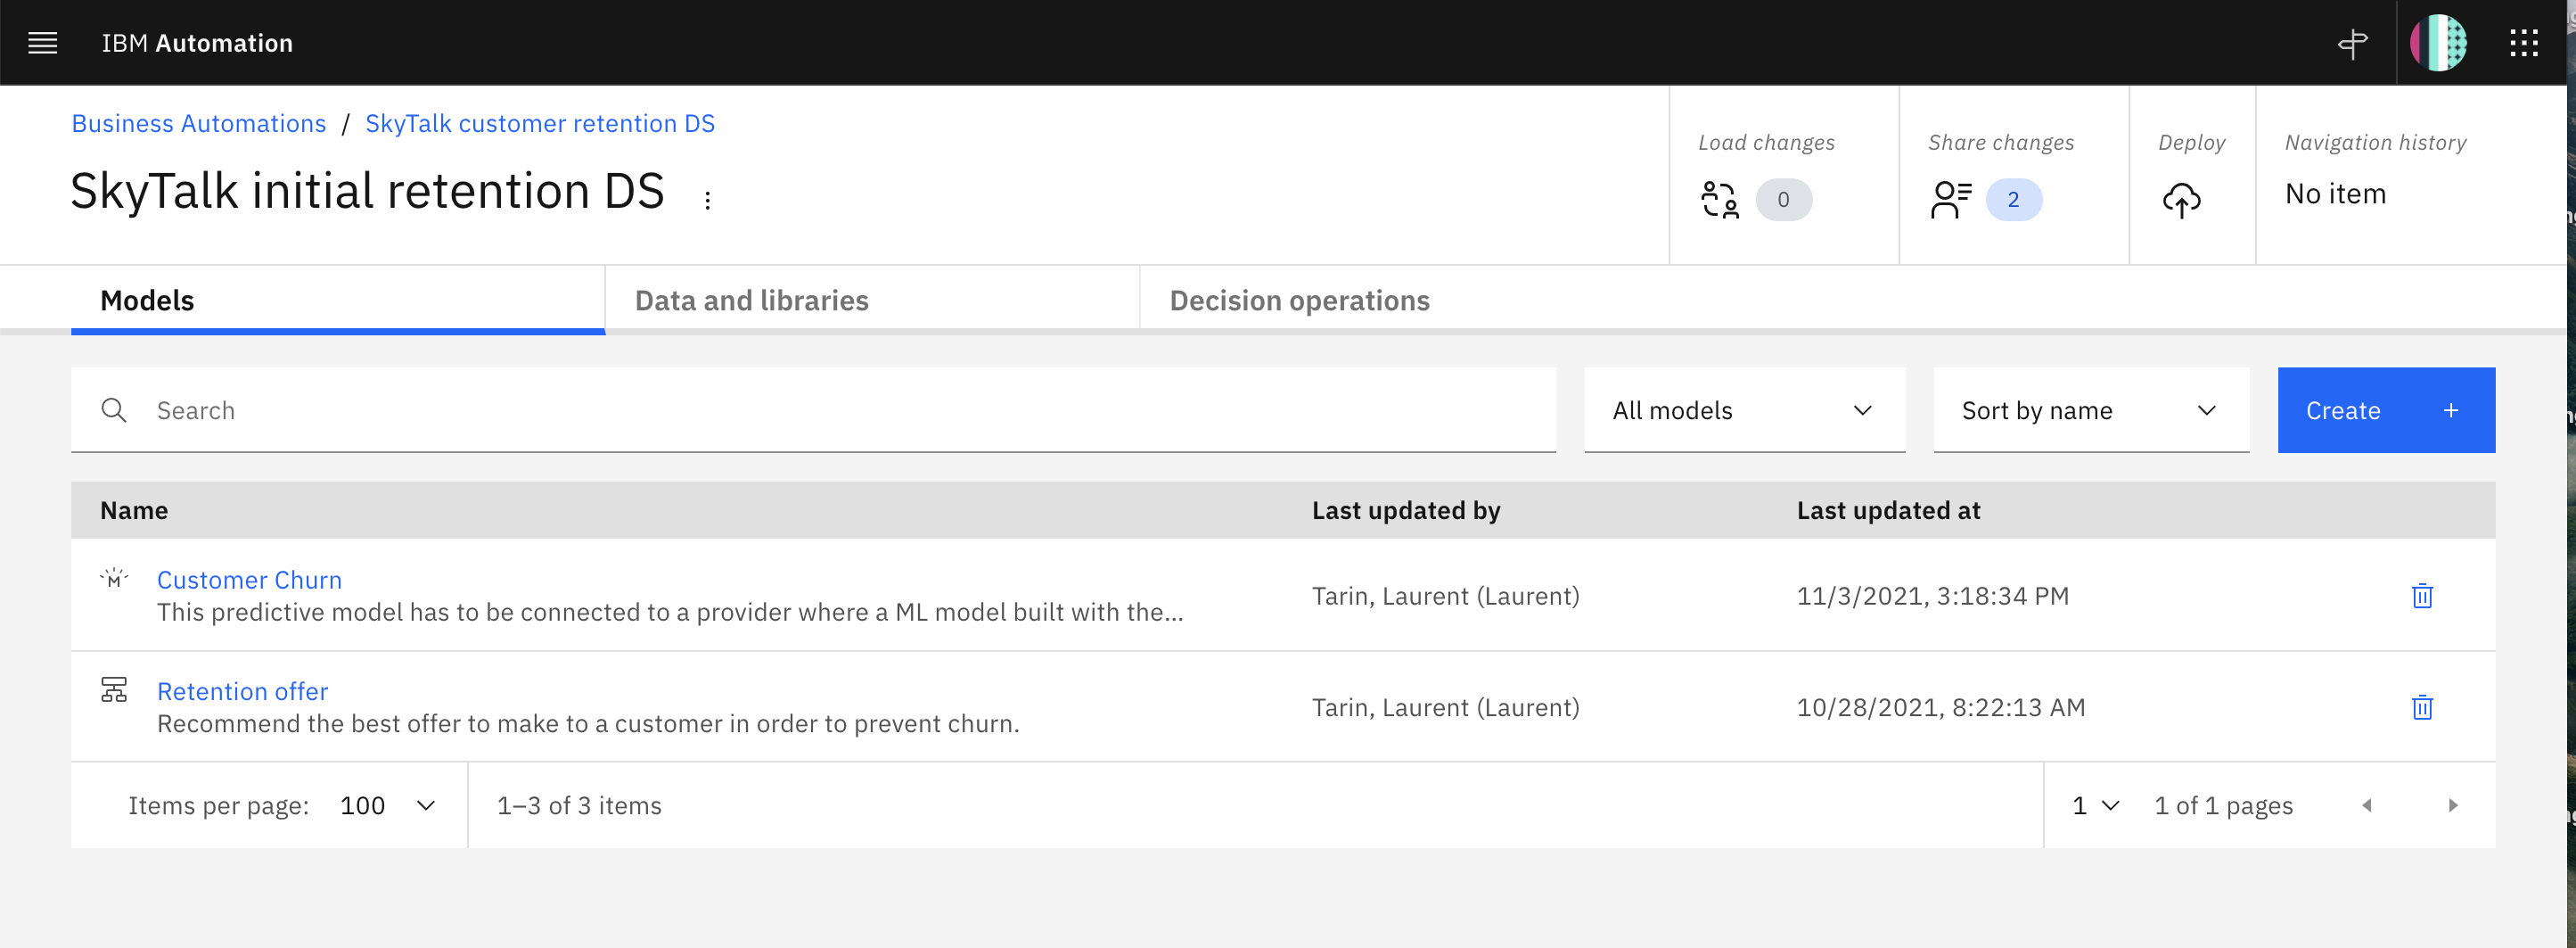 IBM Automation
Business Automations / SkyTalk customer retention DS
SkyTalk initial retention DS
Load changes
0
Share changes
2
Deploy
Navigation history
No item
Models
Data and libraries
Decision operations
Search
All models
Sort by name
Create +
Name
Last updated by
Last updated at
Customer Churn
This predictive model has to be connected to a provider where a ML model built with the...
Tarin, Laurent (Laurent)
11/3/2021, 3:18:34 PM
Retention offer
Recommend the best offer to make to a customer in order to prevent churn.
Tarin, Laurent (Laurent)
10/28/2021, 8:22:13 AM
Items per page: 100
1–3 of 3 items
1
1 of 1 pages